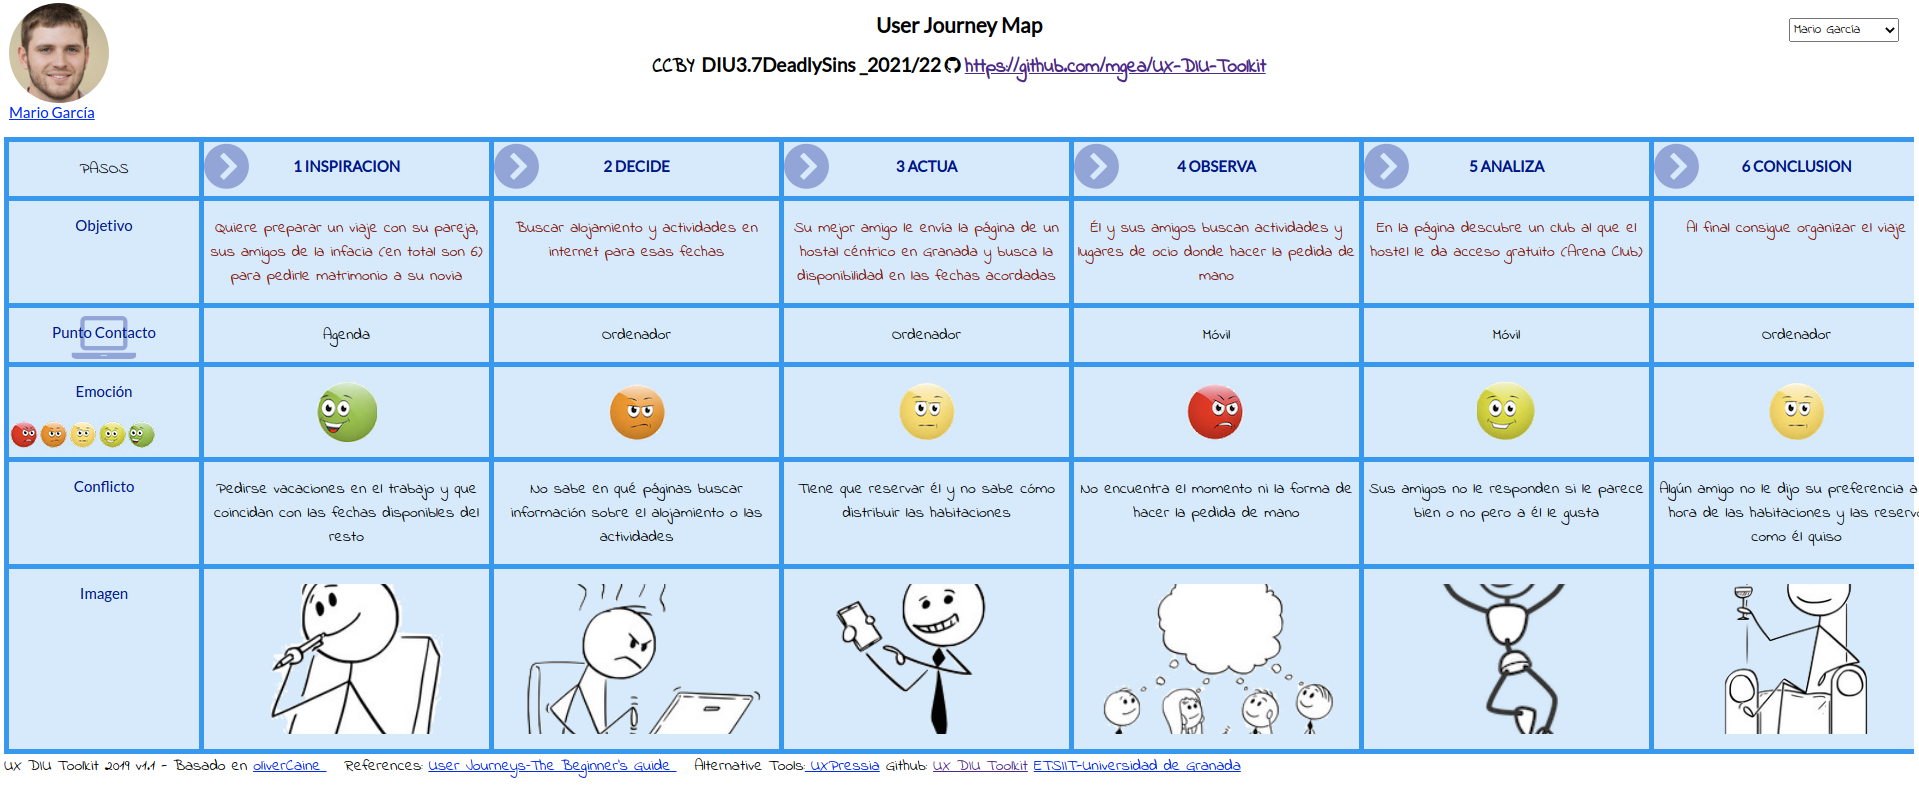 User Journey Map
Mario García
CCBY DIU3.7DeadlySins _2021/22 https://github.com/mgea/UX-DIU-Toolkit
Mario García
PASOS
1 INSPIRACION
2 DECIDE
3 ACTUA
4 OBSERVA
5 ANALIZA
6 CONCLUSION
Objetivo
Quiere preparar un viaje con su pareja,
sus amigos de la infacia (en total son 6)
para pedirle matrimonio a su novia
Buscar alojamiento y actividades en
internet para esas fechas
Su mejor amigo le envía la página de un
hostal céntrico en Granada y busca la
disponibilidad en las fechas acordadas
Él y sus amigos buscan actividades y
lugares de ocio donde hacer la pedida de
mano
En la página descubre un club al que el
hostel le da acceso gratuito (Arena Club)
Al final consigue organizar el viaje
Punto Contacto
Agenda
Ordenador
Ordenador
Móvil
Móvil
Ordenador
Emoción
Conflicto
Pedirse vacaciones en el trabajo y que
coincidan con las fechas disponibles del
resto
No sabe en qué páginas buscar
información sobre el alojamiento o las
actividades
Tiene que reservar él y no sabe cómo
distribuir las habitaciones
No encuentra el momento ni la forma de
hacer la pedida de mano
Sus amigos no le responden si le parece
bien o no pero a él le gusta
Algún amigo no le dijo su preferencia a
hora de las habitaciones y las reserv
como él quiso
Imagen
UX DIU Toolkit 2019 v1.1 - Basado en oliverCaine References: User Journeys-The Beginner's Guide Alternative Tools: UXPressia Github: UX DIU Toolkit ETSIIT-Universidad de Granada